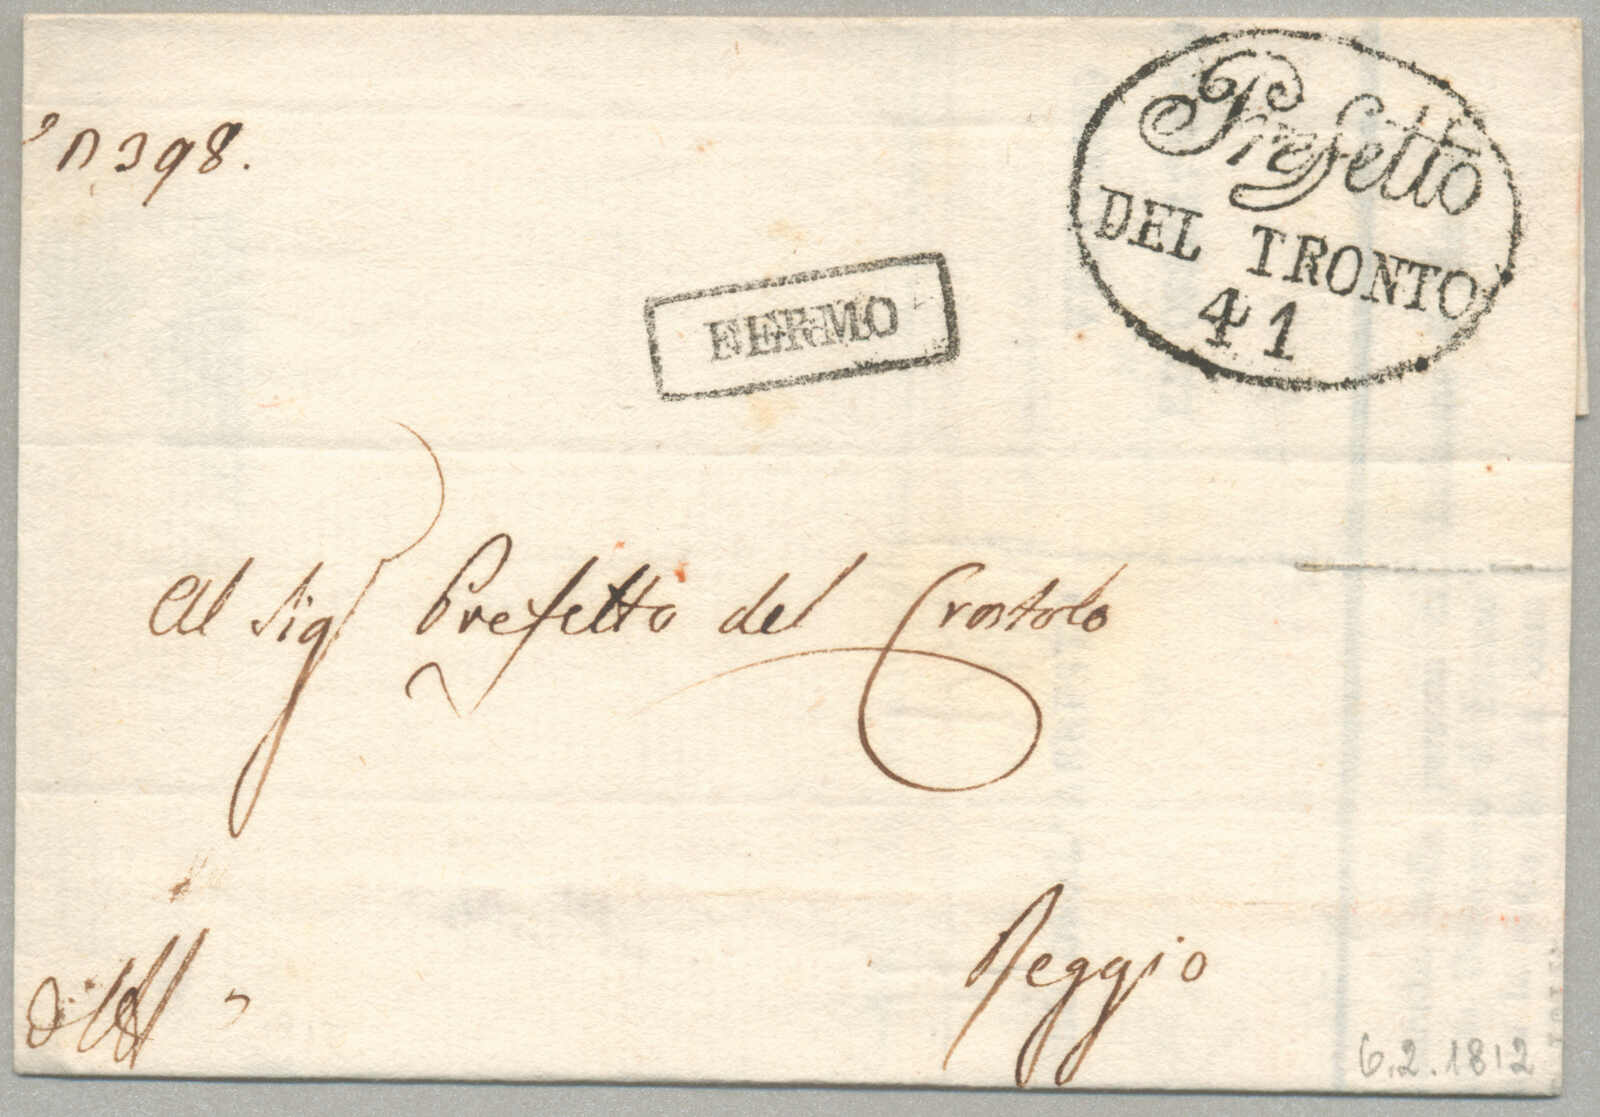 n 398.
Prefetto
DEL TRONTO
41
FERMO
Al Sig Prefetto del Crostolo
Reggio
6.2.1812